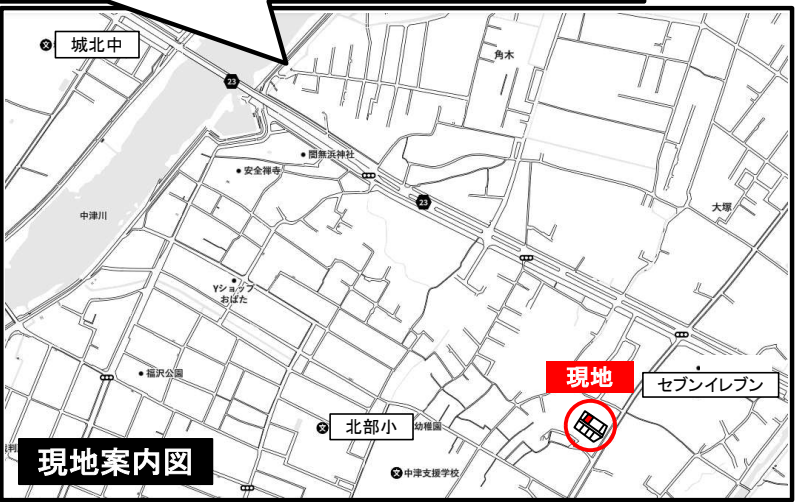 城北中
角木
23
闇無浜神社
安全禅寺
中津川
23
大塚
Yショップ
おばた
現地
セブンイレブン
福沢公園
北部小
幼稚園
中津支援学校
現地案内図